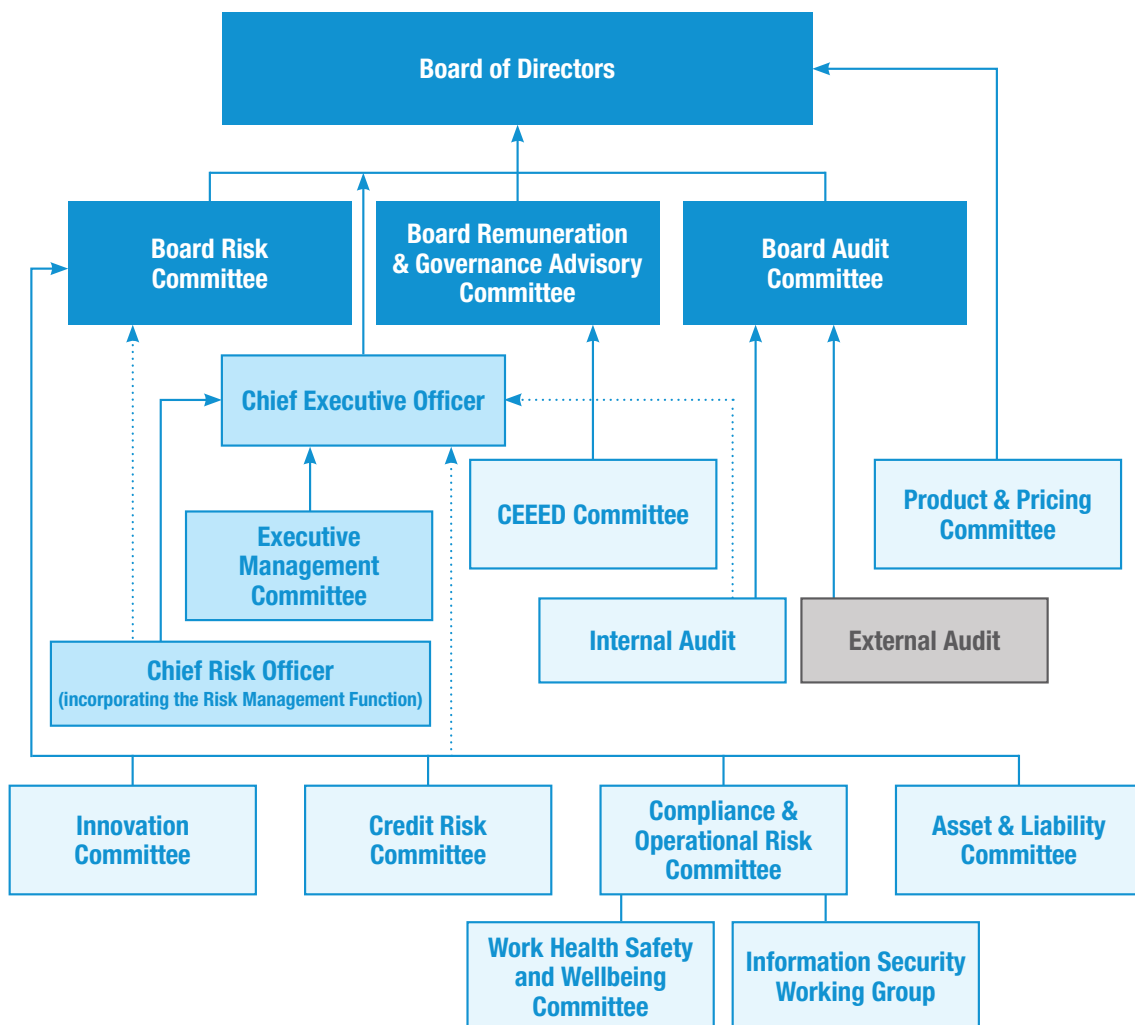 Board of Directors
Board Risk
Committee
Board Remuneration
& Governance Advisory
Committee
Board Audit
Committee
Chief Executive Officer
CEEED Committee
Product & Pricing
Committee
Executive
Management
Committee
Internal Audit
External Audit
Chief Risk Officer
(incorporating the Risk Management Function)
Innovation
Committee
Credit Risk
Committee
Compliance &
Operational Risk
Committee
Asset & Liability
Committee
Work Health Safety
and Wellbeing
Committee
Information Security
Working Group